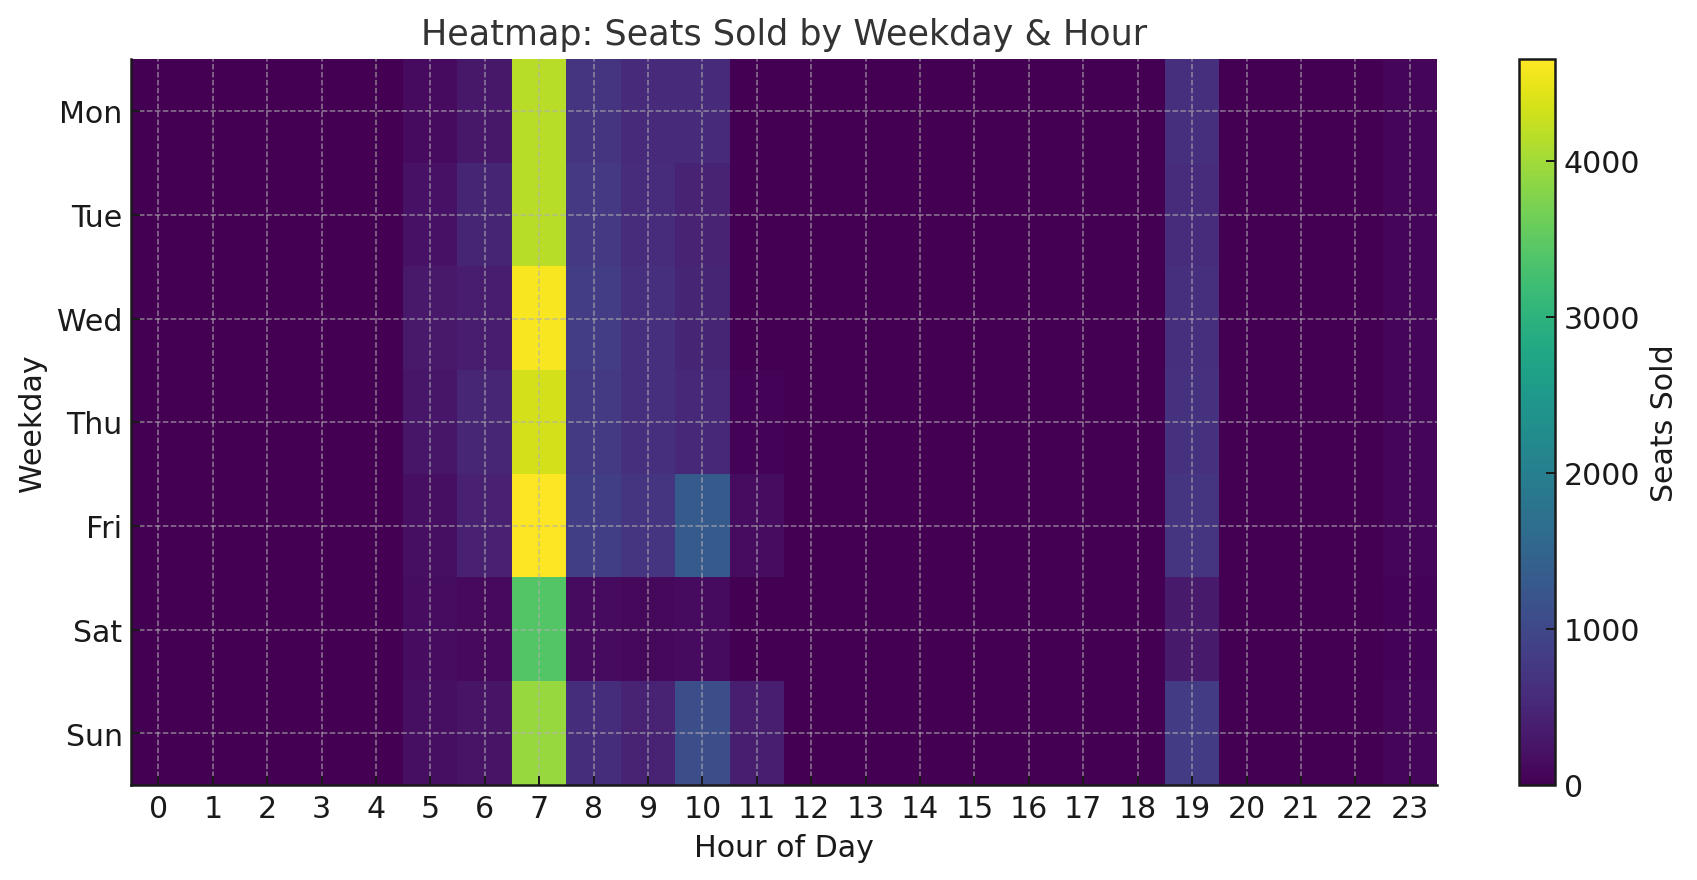 Heatmap: Seats Sold by Weekday & Hour
Weekday
Mon
Tue
Wed
Thu
Fri
Sat
Sun
0 1 2 3 4 5 6 7 8 9 10 11 12 13 14 15 16 17 18 19 20 21 22 23
Hour of Day
4000
3000
2000
1000
0
Seats Sold